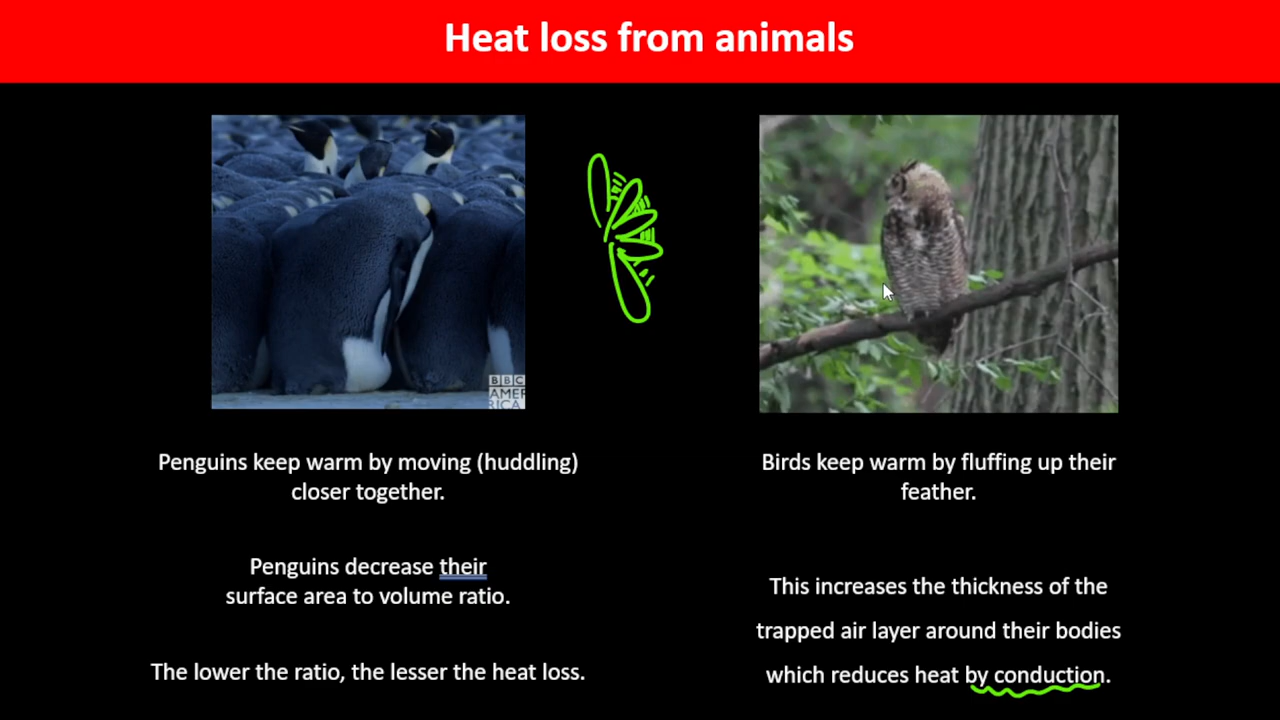 Heat loss from animals
BBC
AMER
RICA
Penguins keep warm by moving (huddling)
closer together.
Penguins decrease their
surface area to volume ratio.
The lower the ratio, the lesser the heat loss.
Birds keep warm by fluffing up their
feather.
This increases the thickness of the
trapped air layer around their bodies
which reduces heat by conduction.